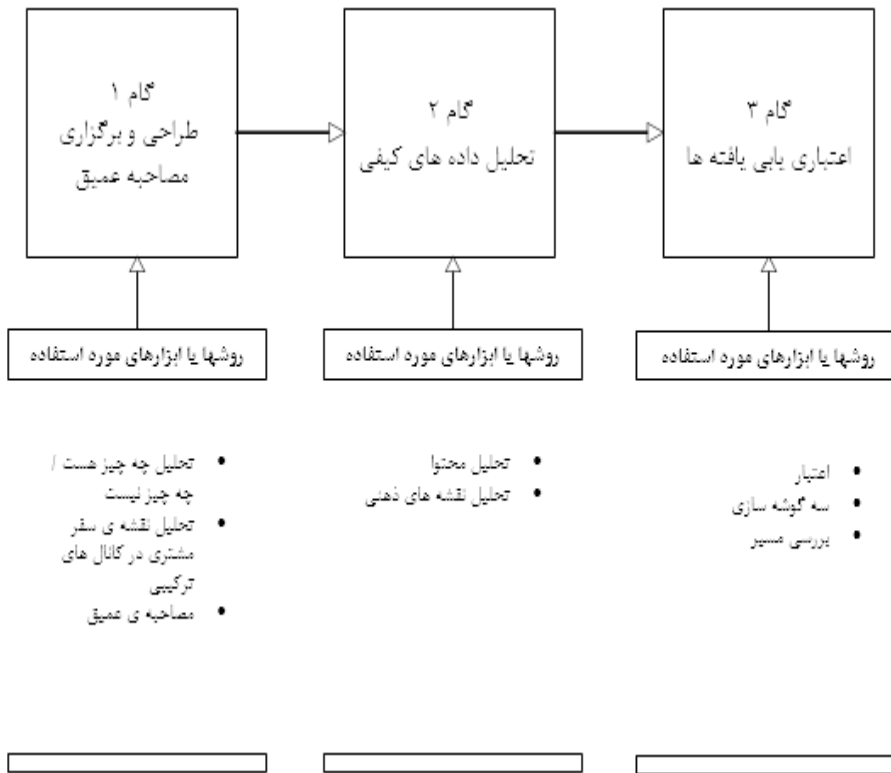 گام ۱
طراحی و برگزاری
مصاحبه عمیق
گام ۲
تحلیل داده های کیفی
گام ۳
اعتباری یابی یافته ها
روشها یا ابزارهای مورد استفاده
روشها یا ابزارهای مورد استفاده
روشها یا ابزارهای مورد استفاده
• تحلیل چه چیز هست /
چه چیز نیست
• تحلیل نقشه ی سفر
مشتری در کانال های
ترکیبی
• مصاحبه ی عمیق
• تحلیل محتوا
• تحلیل نقشه های ذهنی
• اعتبار
• سه گوشه سازی
• بررسی مسیر